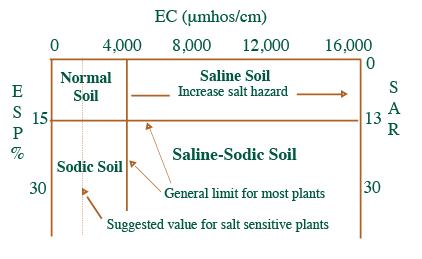 EC (µmhos/cm)
0 4,000 8,000 12,000 16,000
0
Normal
Soil
Saline Soil
Increase salt hazard
E
S
P
%
S
A
R
15
13
Saline-Sodic Soil
Sodic Soil
30
General limit for most plants
30
Suggested value for salt sensitive plants